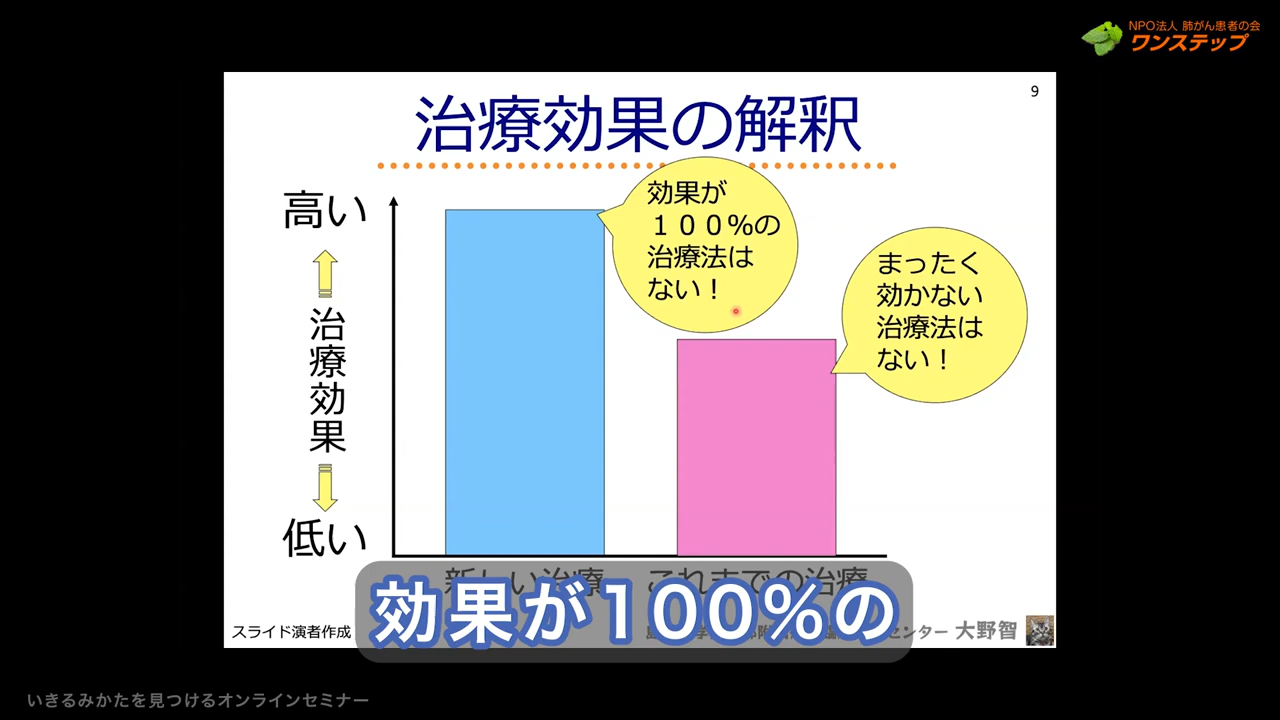 NPO法人 肺がん患者の会
ワンステップ
9
治療効果の解釈
高い
治療効果
低い
効果が
１００%の
治療法は
ない！
まったく
効かない
治療法は
ない！
新しい治療
これまでの治療
効果が100%の
スライド演者作成
センター 大野智
いきるみかたを見つけるオンラインセミナー